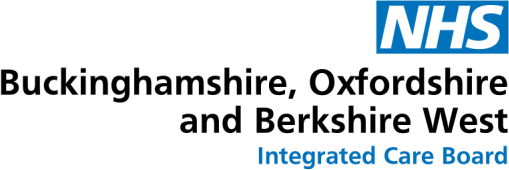 NHS
Buckinghamshire, Oxfordshire
and Berkshire West
Integrated Care Board